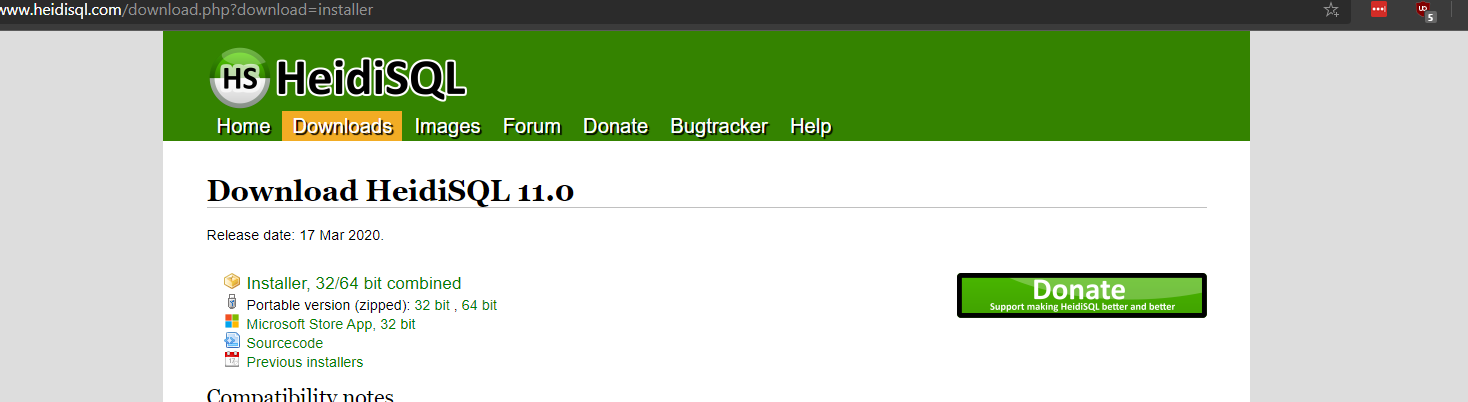 www.heidisql.com/download.php?download=installer
5
HS HeidiSQL
Home Downloads Images Forum Donate Bugtracker Help
Download HeidiSQL 11.0
Release date: 17 Mar 2020.
Installer, 32/64 bit combined
Donate
Support making HeidiSQL better and better
Portable version (zipped): 32 bit , 64 bit
Microsoft Store App, 32 bit
Sourcecode
Previous installers
Compatibility notes